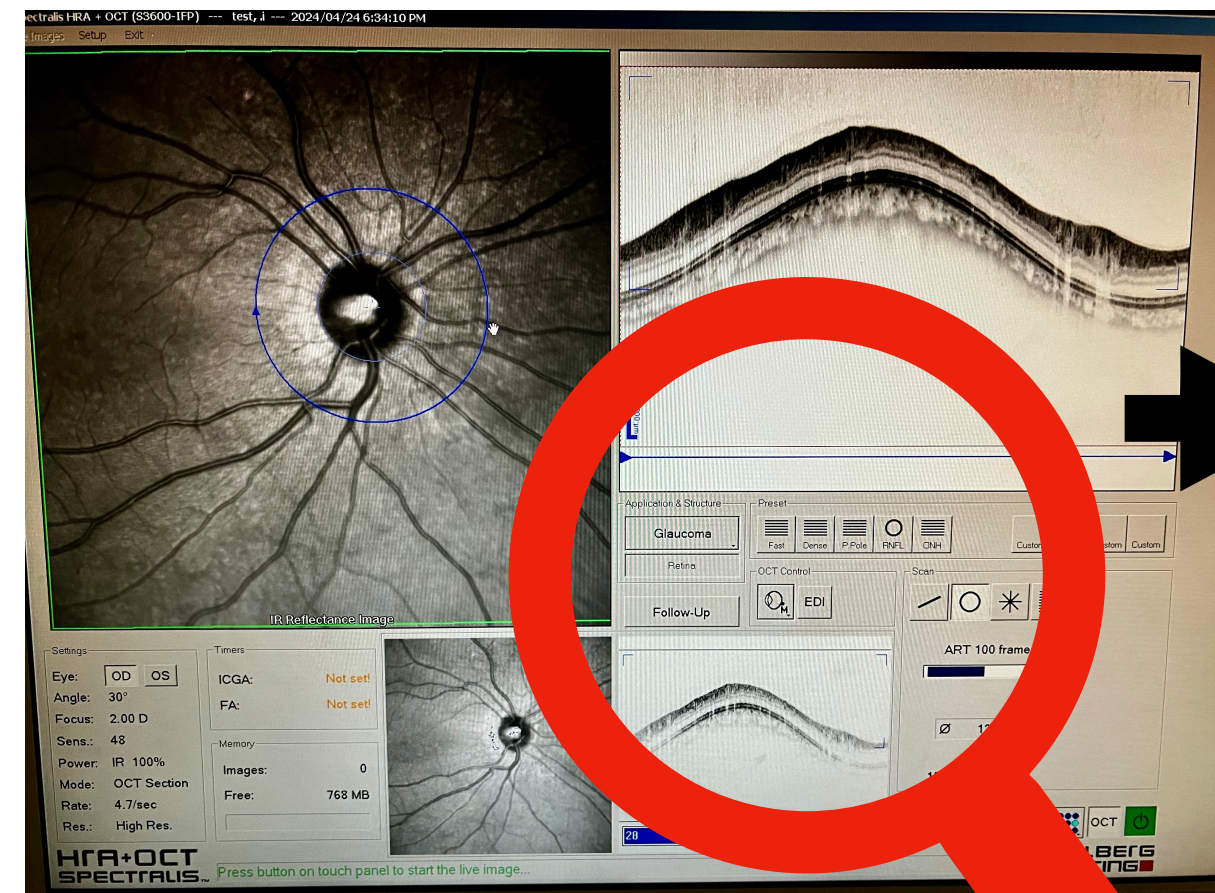 ectralis HRA + OCT (S3600-IFP) --- test, .i --- 2024/04/24 6:34:10 PM
Images Setup Exit
IR Reflectance Image
Application & Structure
Glaucoma
Retina
Follow-Up
Preset
Fast Dense P.Pole RNFL ONH
Custom Custom
OCT Control
EDI
Scan
ART 100 frame
Ø
Settings
Eye: OD OS
Angle: 30°
Focus: 2.00 D
Sens.: 48
Power: IR 100%
Mode: OCT Section
Rate: 4.7/sec
Res.: High Res.
Timers
ICGA: Not set!
FA: Not set!
Memory
Images: 0
Free: 768 MB
28
OCT
HRA+OCT
SPECTRALIS™
Press button on touch panel to start the live image...
LBERG
TING